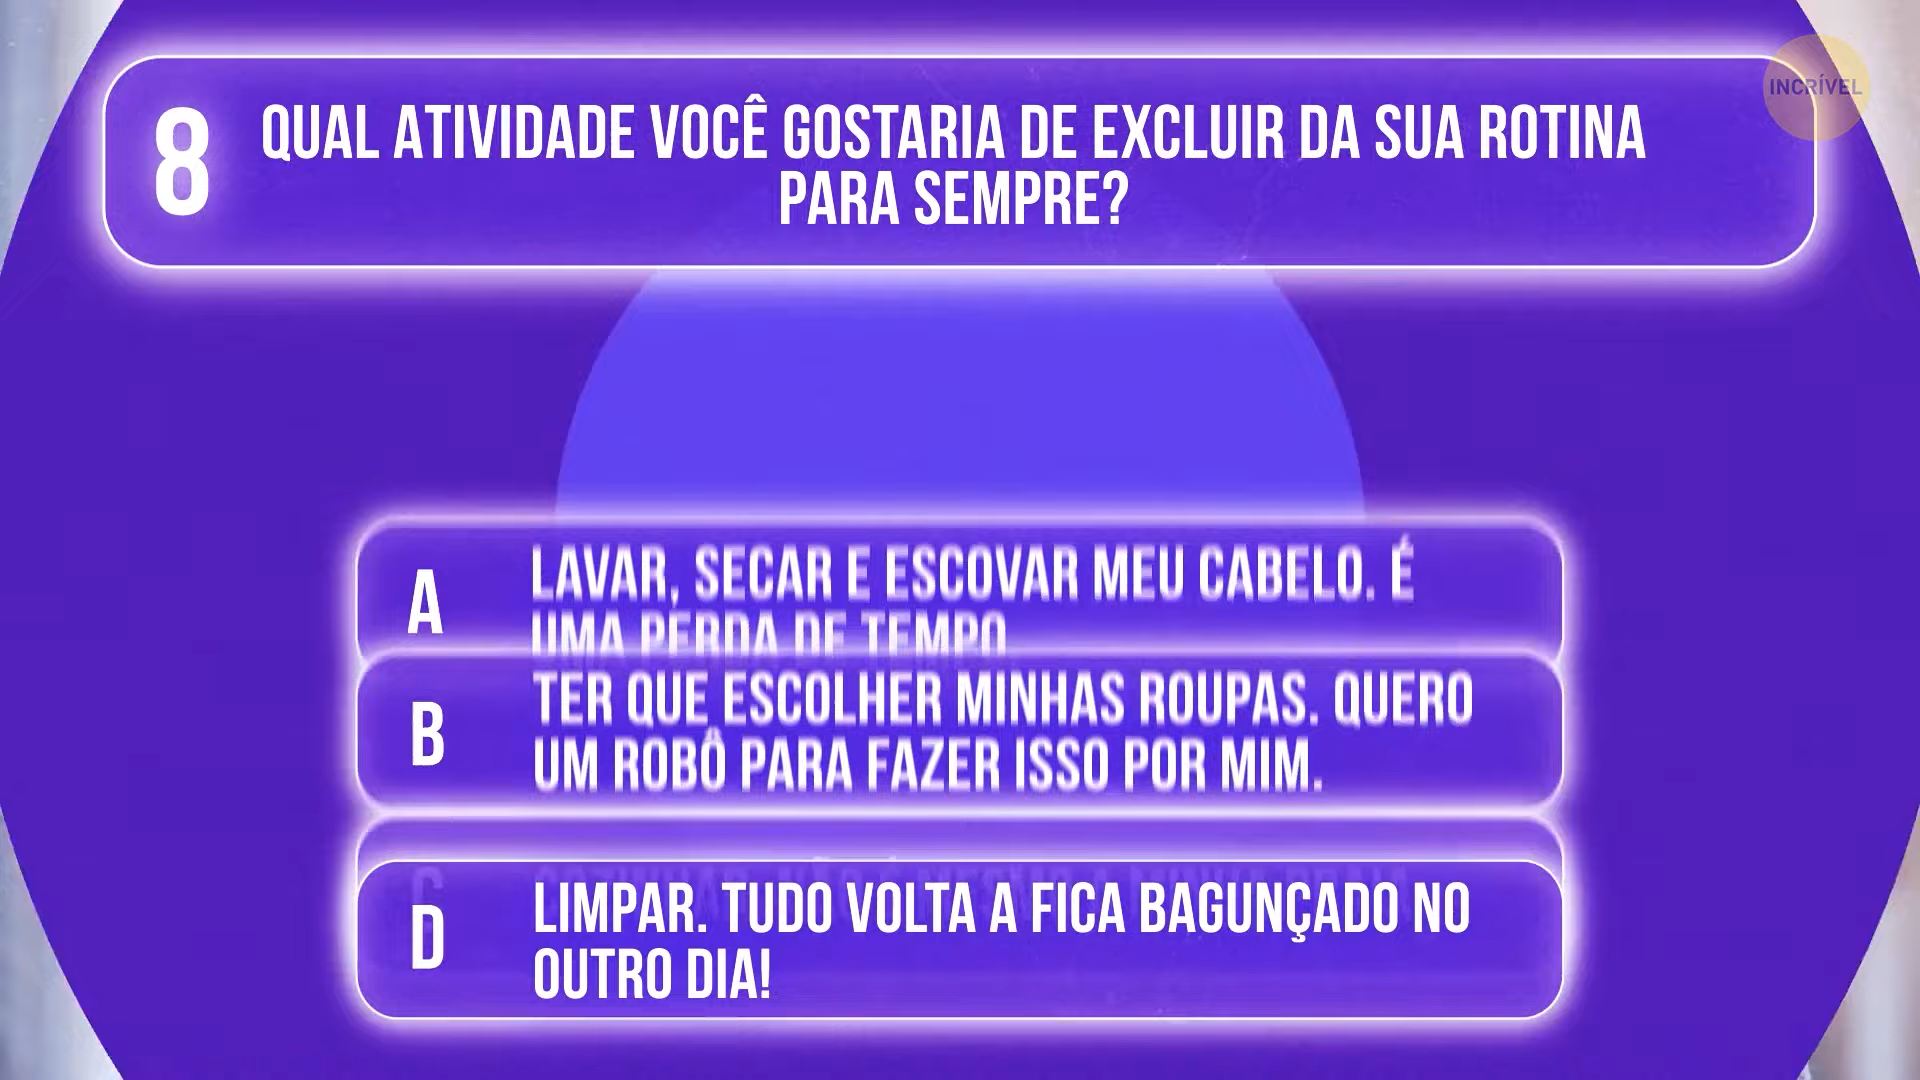 INCRÍVEL
8
QUAL ATIVIDADE VOCÊ GOSTARIA DE EXCLUIR DA SUA ROTINA
PARA SEMPRE?
A
LAVAR, SECAR E ESCOVAR MEU CABELO. É
UMA PERDA DE TEMPO.
B
TER QUE ESCOLHER MINHAS ROUPAS. QUERO
UM ROBÔ PARA FAZER ISSO POR MIM.
C
D
LIMPAR. TUDO VOLTA A FICA BAGUNÇADO NO
OUTRO DIA!